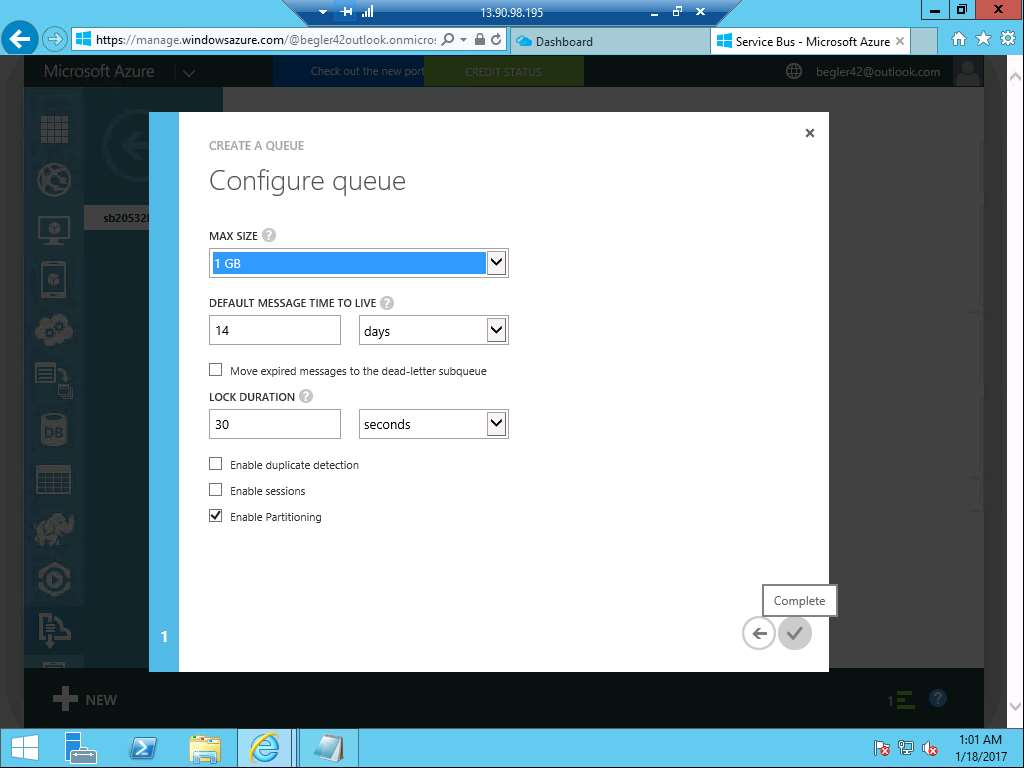 13.90.98.195
https://manage.windowsazure.com/@begler42outlook.onmicros
Dashboard
Service Bus - Microsoft Azure
Microsoft Azure
Check out the new port
CREDIT STATUS
begler42@outlook.com
CREATE A QUEUE
Configure queue
sb20532
MAX SIZE ?
1 GB
DEFAULT MESSAGE TIME TO LIVE ?
14
days
Move expired messages to the dead-letter subqueue
LOCK DURATION ?
30
seconds
DB
Enable duplicate detection
Enable sessions
Enable Partitioning
Complete
1
NEW
1
?
1:01 AM
1/18/2017